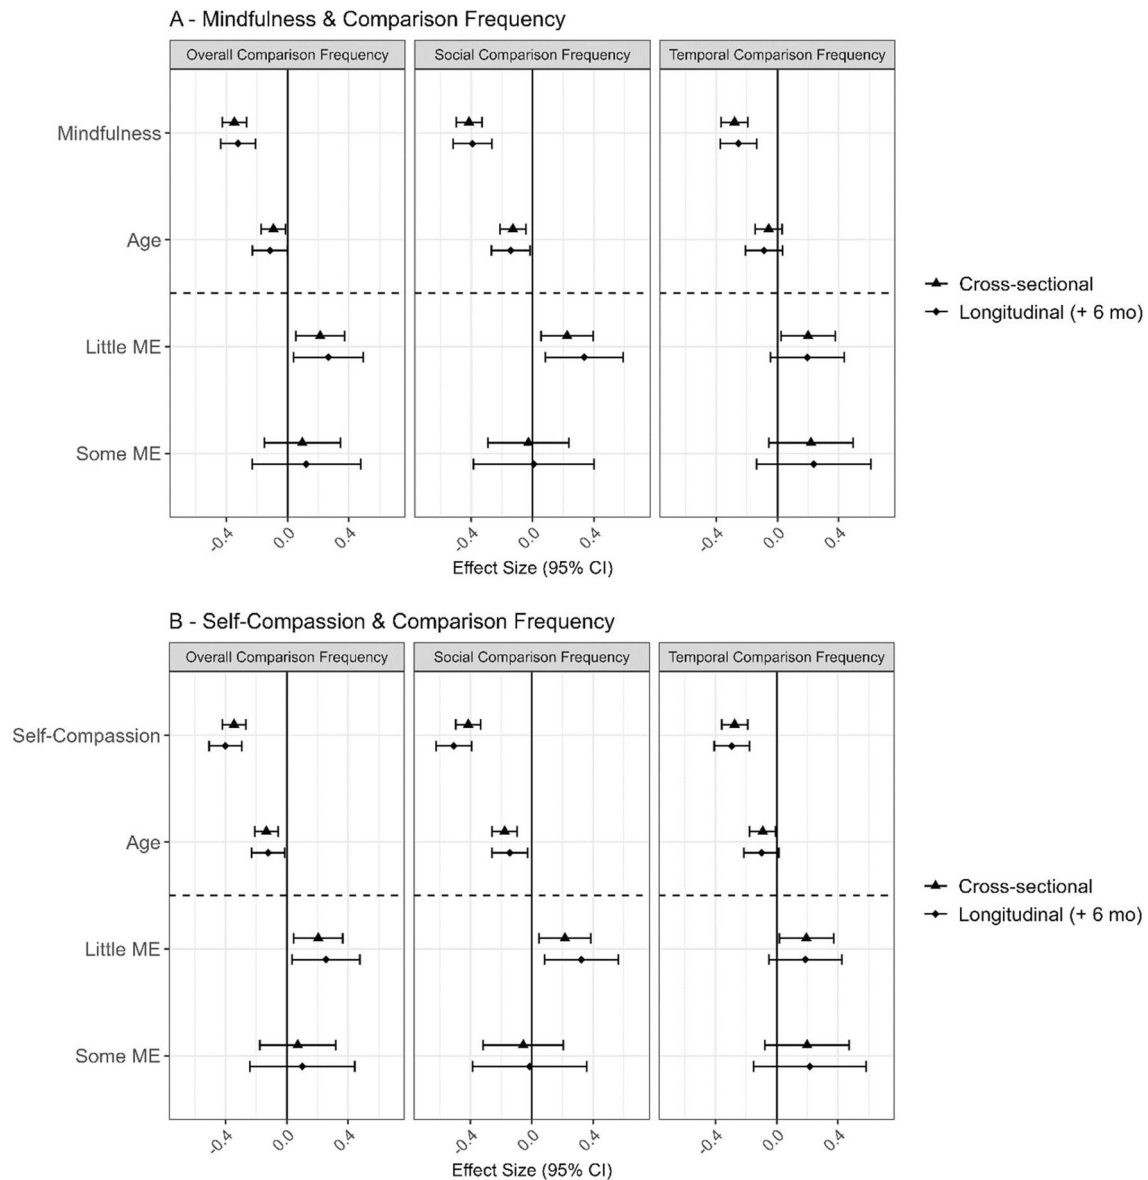 A - Mindfulness & Comparison Frequency
Overall Comparison Frequency
Social Comparison Frequency
Temporal Comparison Frequency
Mindfulness
Age
Little ME
Some ME
-0.4
0.0
0.4
-0.4
0.0
0.4
-0.4
0.0
0.4
Effect Size (95% CI)
Cross-sectional
Longitudinal (+ 6 mo)
B - Self-Compassion & Comparison Frequency
Overall Comparison Frequency
Social Comparison Frequency
Temporal Comparison Frequency
Self-Compassion
Age
Little ME
Some ME
-0.4
0.0
0.4
-0.4
0.0
0.4
-0.4
0.0
0.4
Effect Size (95% CI)
Cross-sectional
Longitudinal (+ 6 mo)